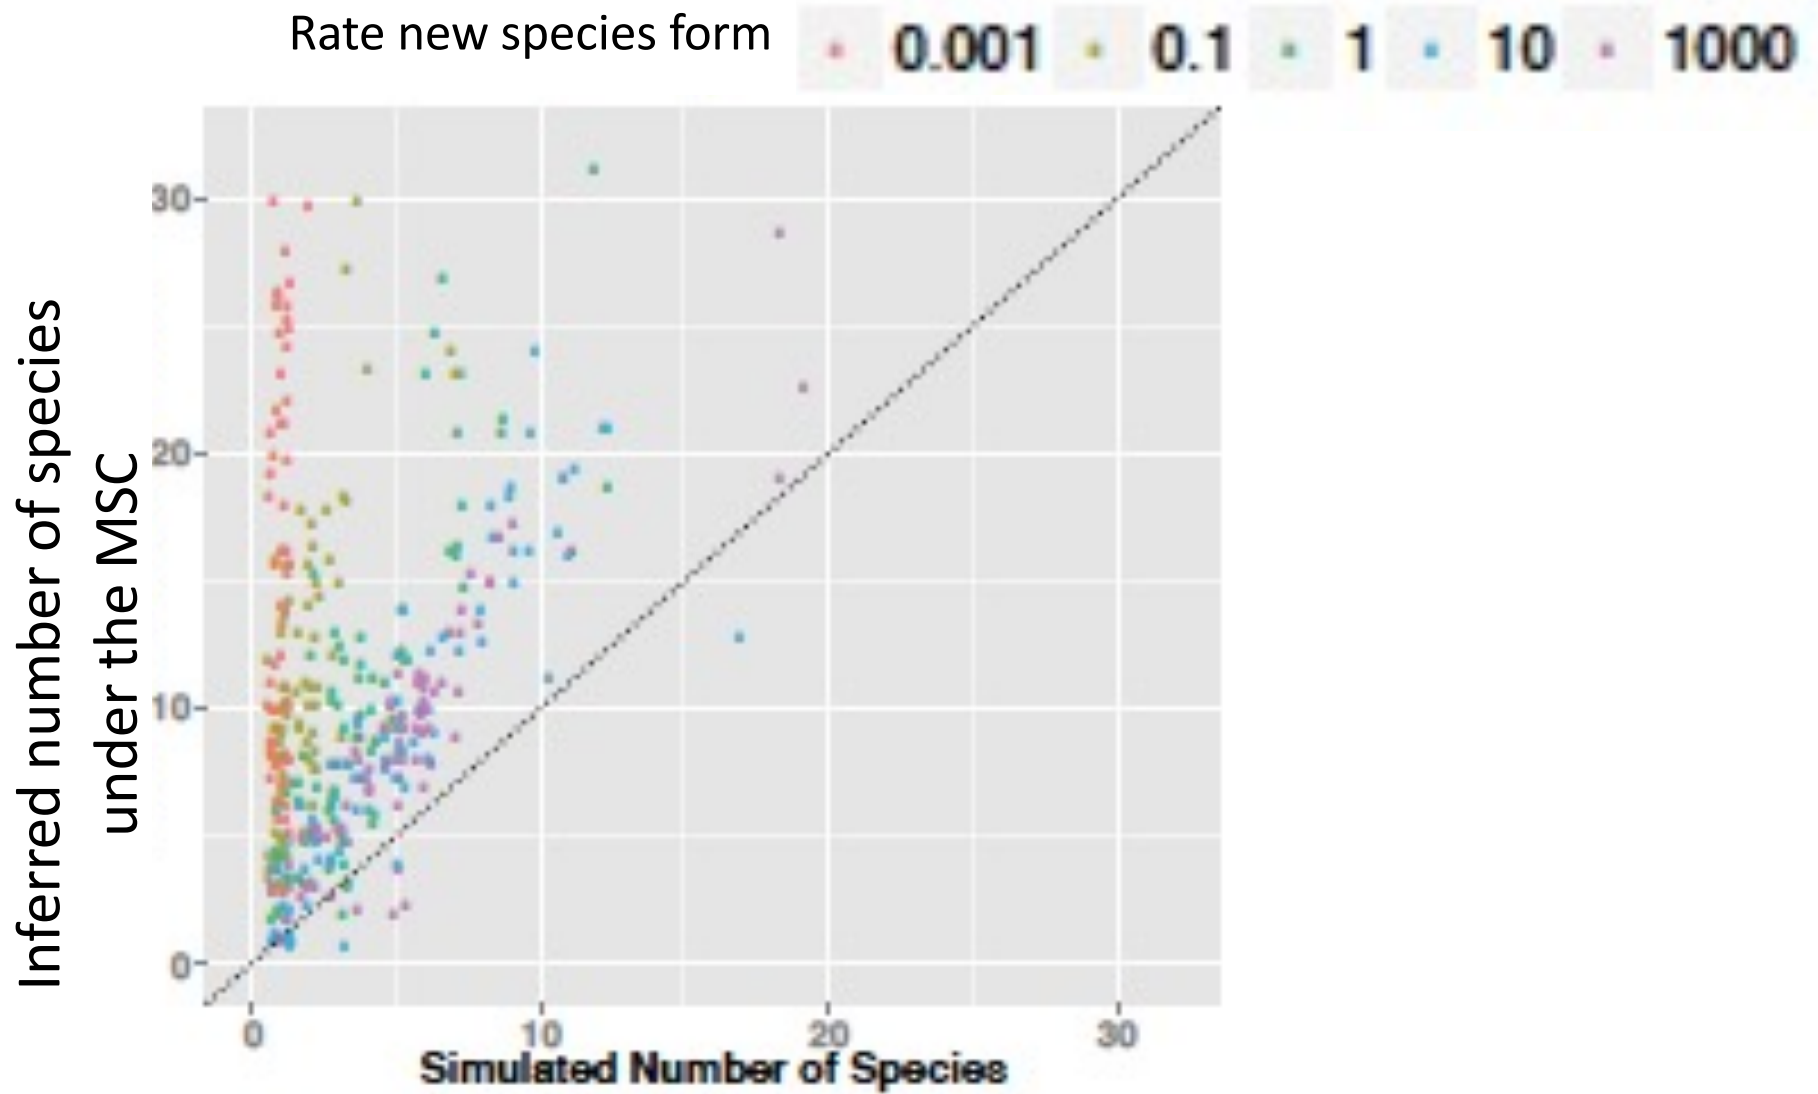 Rate new species form 0.001 0.1 1 10 1000
Inferred number of species
under the MSC
30
20
10
0
0 10 20 30
Simulated Number of Species